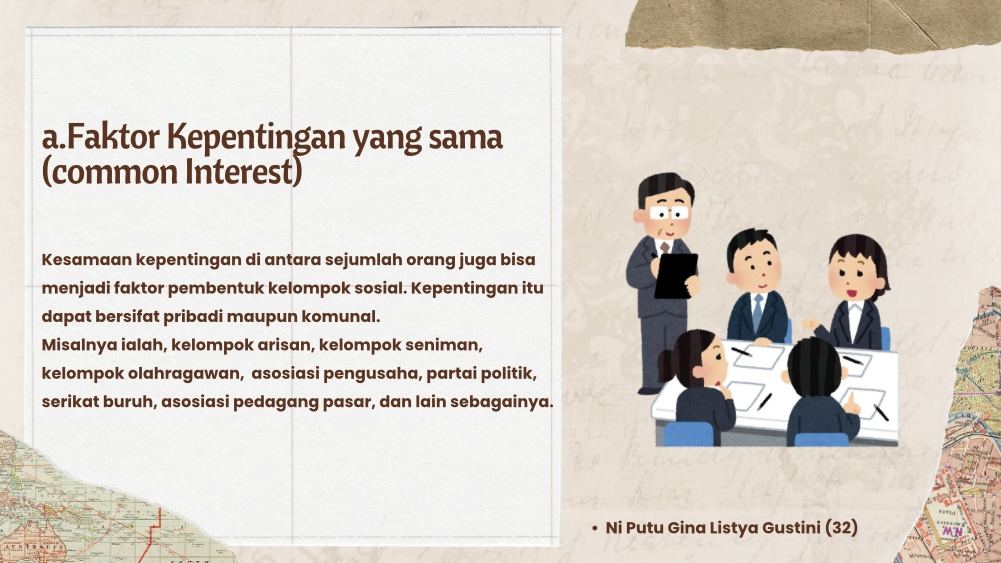 a.Faktor Kepentingan yang sama
(common Interest)
Kesamaan kepentingan di antara sejumlah orang juga bisa
menjadi faktor pembentuk kelompok sosial. Kepentingan itu
dapat bersifat pribadi maupun komunal.
Misalnya ialah, kelompok arisan, kelompok seniman,
kelompok olahragawan, asosiasi pengusaha, partai politik,
serikat buruh, asosiasi pedagang pasar, dan lain sebagainya.
• Ni Putu Gina Listya Gustini (32)
AUSTRALIA
N.W